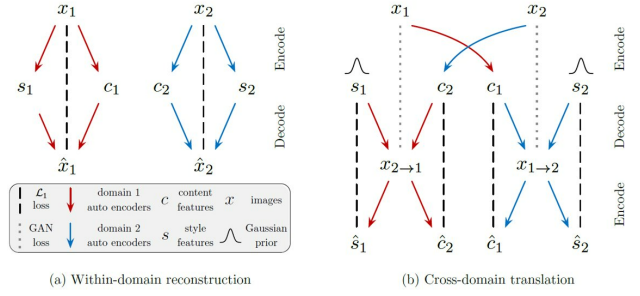 x₁ x₂ x₁ x₂
Encode Encode
s₁ c₁ c₂ s₂ s₁ c₂ c₁ s₂
Decode Decode
x̂₁ x̂₂ x₂→₁ x₁→₂
Encode
ŝ₁ ĉ₂ ĉ₁ ŝ₂
ℒ₁ loss domain 1 auto encoders c content features x images
GAN loss domain 2 auto encoders s style features Gaussian prior
(a) Within-domain reconstruction (b) Cross-domain translation